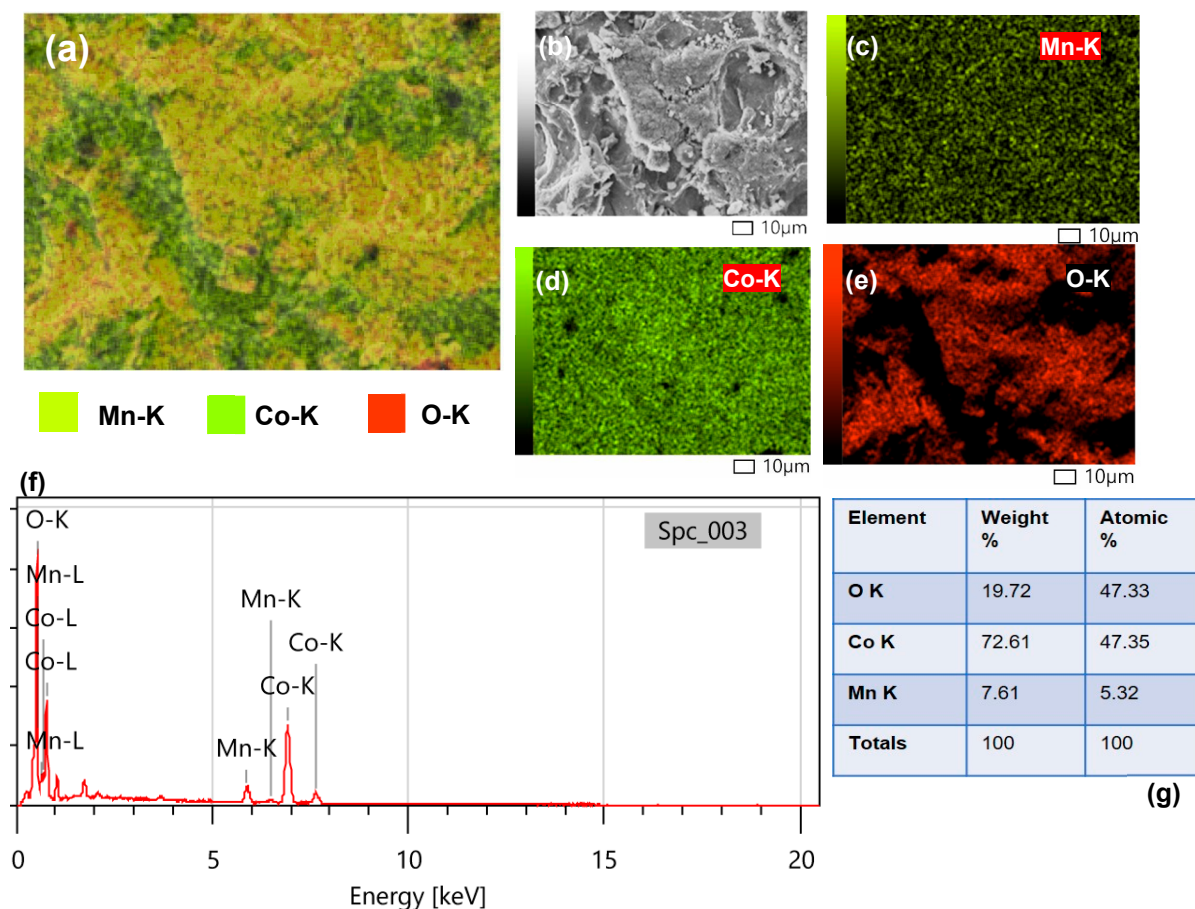 (a)
Mn-K
Co-K
O-K
(b)
10μm
(c)
Mn-K
10μm
(d)
Co-K
10μm
(e)
O-K
10μm
(f)
Spc_003
O-K
Mn-L
Co-L
Co-L
Mn-L
Mn-K
Mn-K
Co-K
Co-K
0 5 10 15 20
Energy [keV]
Element Weight % Atomic %
O K 19.72 47.33
Co K 72.61 47.35
Mn K 7.61 5.32
Totals 100 100
(g)